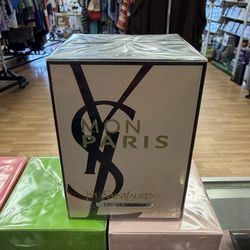 MON
PARIS
YVES SAINT LAURENT
EAU DE PARFUM